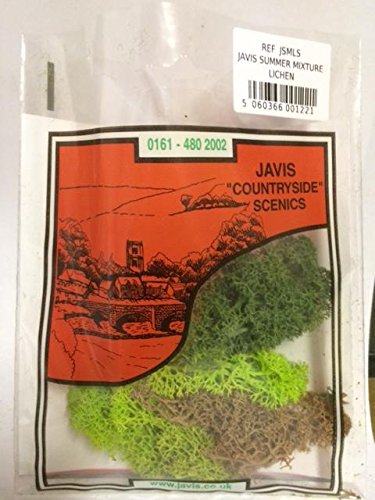 REF JSMLS
JAVIS SUMMER MIXTURE
LICHEN
5 060366 001221
0161 - 480 2002
JAVIS
"COUNTRYSIDE"
SCENICS
www.javis.co.uk